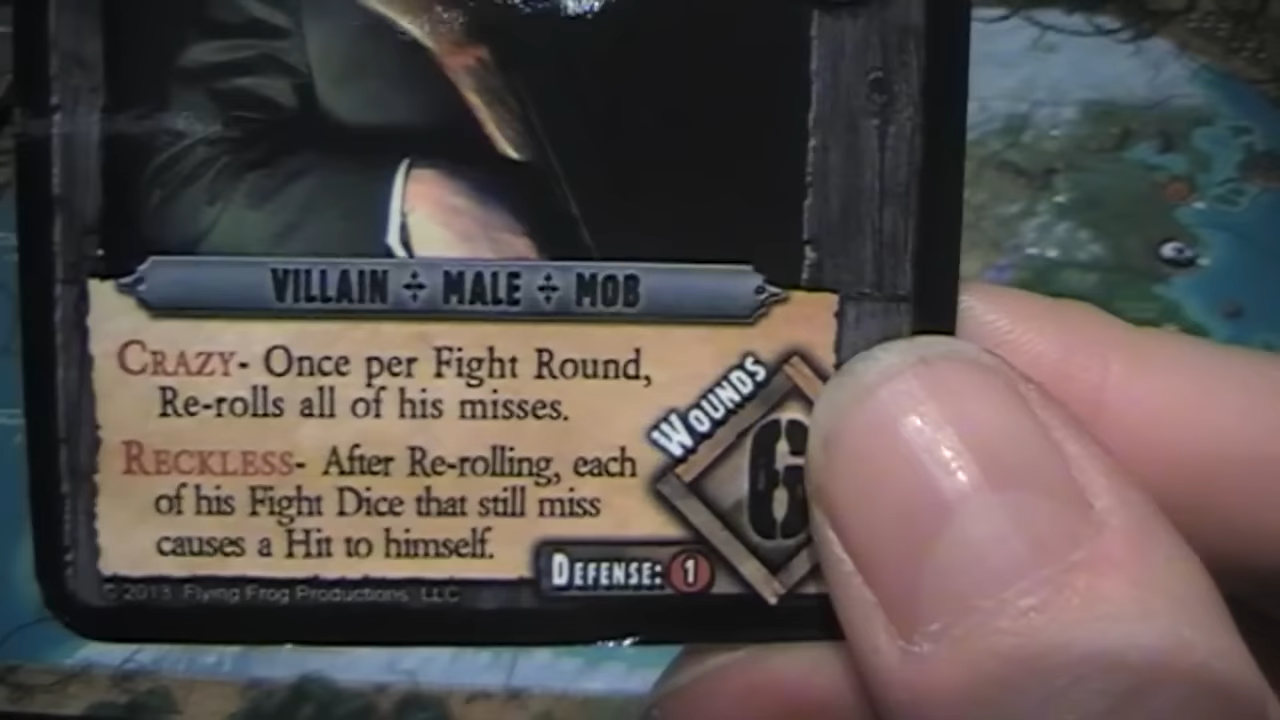 VILLAIN ÷ MALE ÷ MOB
CRAZY- Once per Fight Round,
Re-rolls all of his misses.
RECKLESS- After Re-rolling, each
of his Fight Dice that still miss
causes a Hit to himself.
WOUNDS
6
DEFENSE: 1
© 2013 Flying Frog Productions, LLC